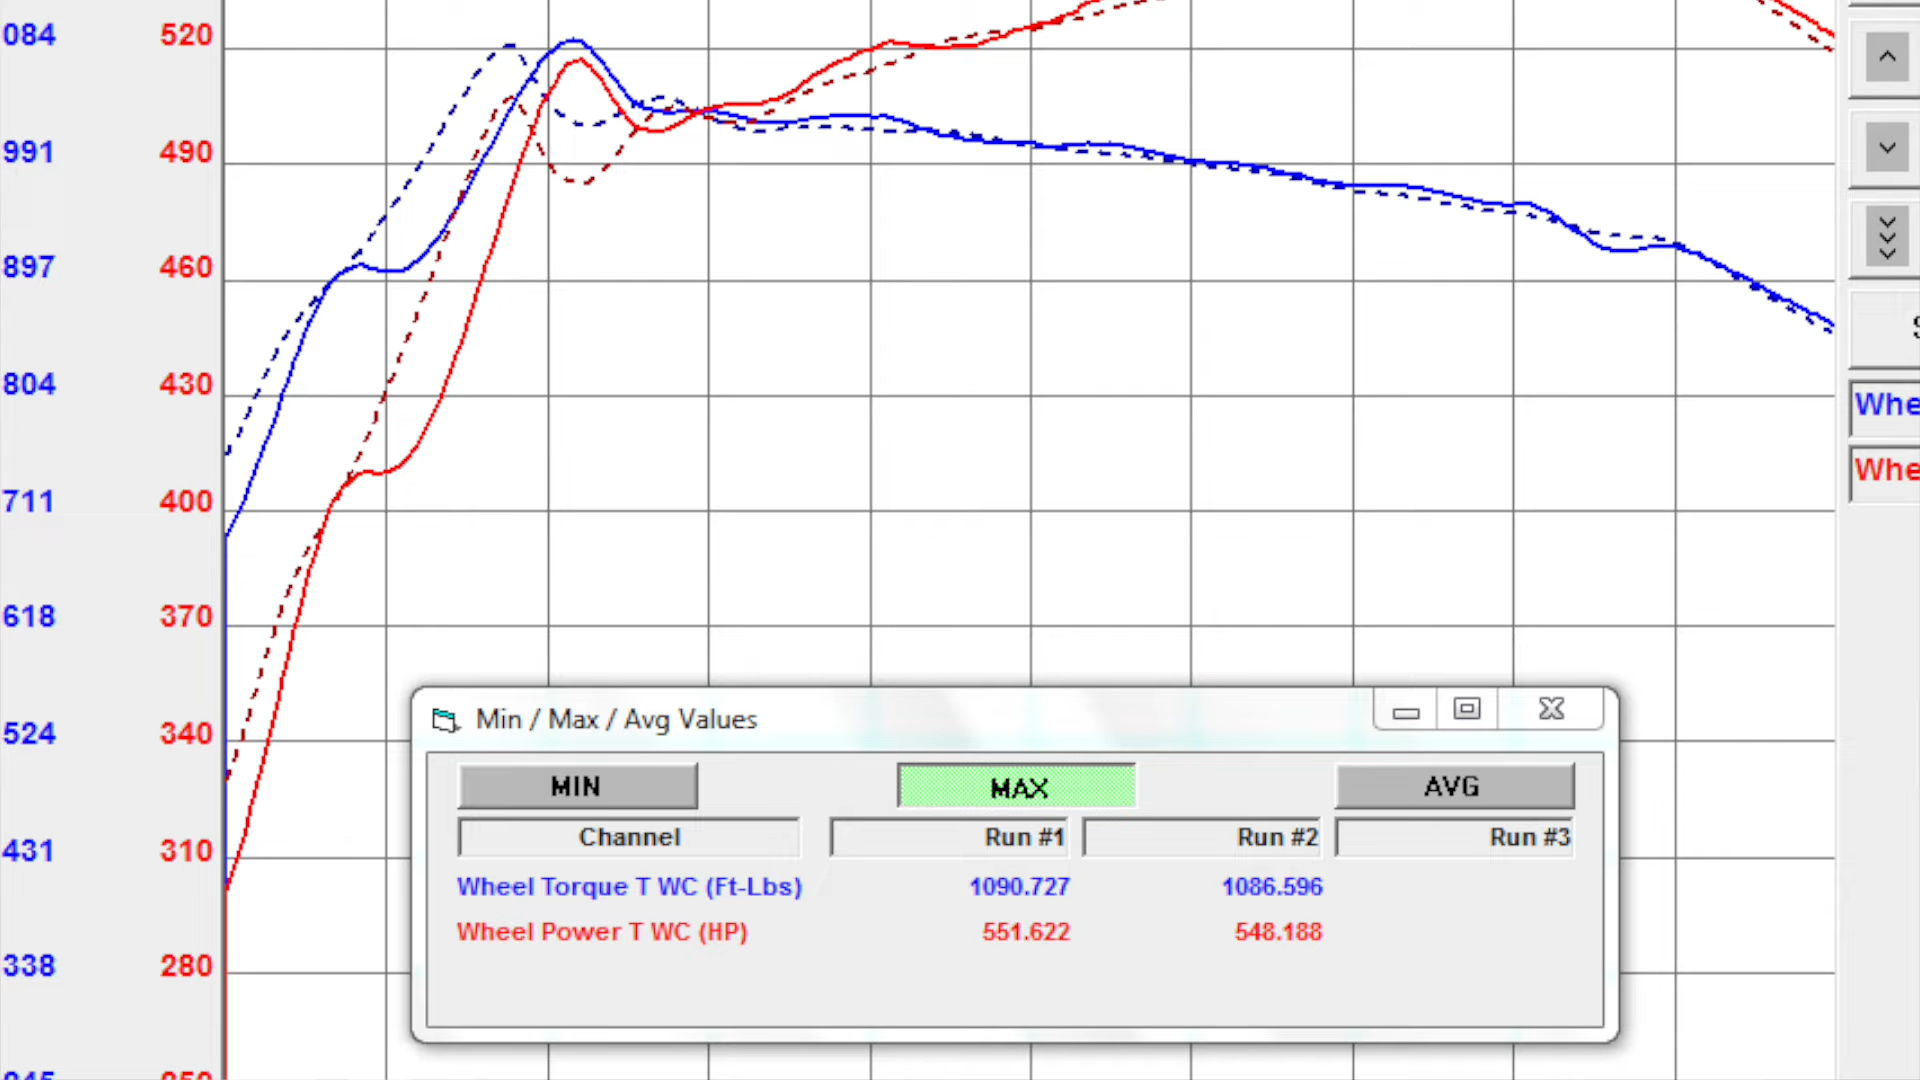 084 520
991 490
897 460
804 430
Whe
711 400
Whe
618 370
524 340
431 310
338 280
Min / Max / Avg Values
MIN MAX AVG
Channel Run #1 Run #2 Run #3
Wheel Torque T WC (Ft-Lbs) 1090.727 1086.596
Wheel Power T WC (HP) 551.622 548.188